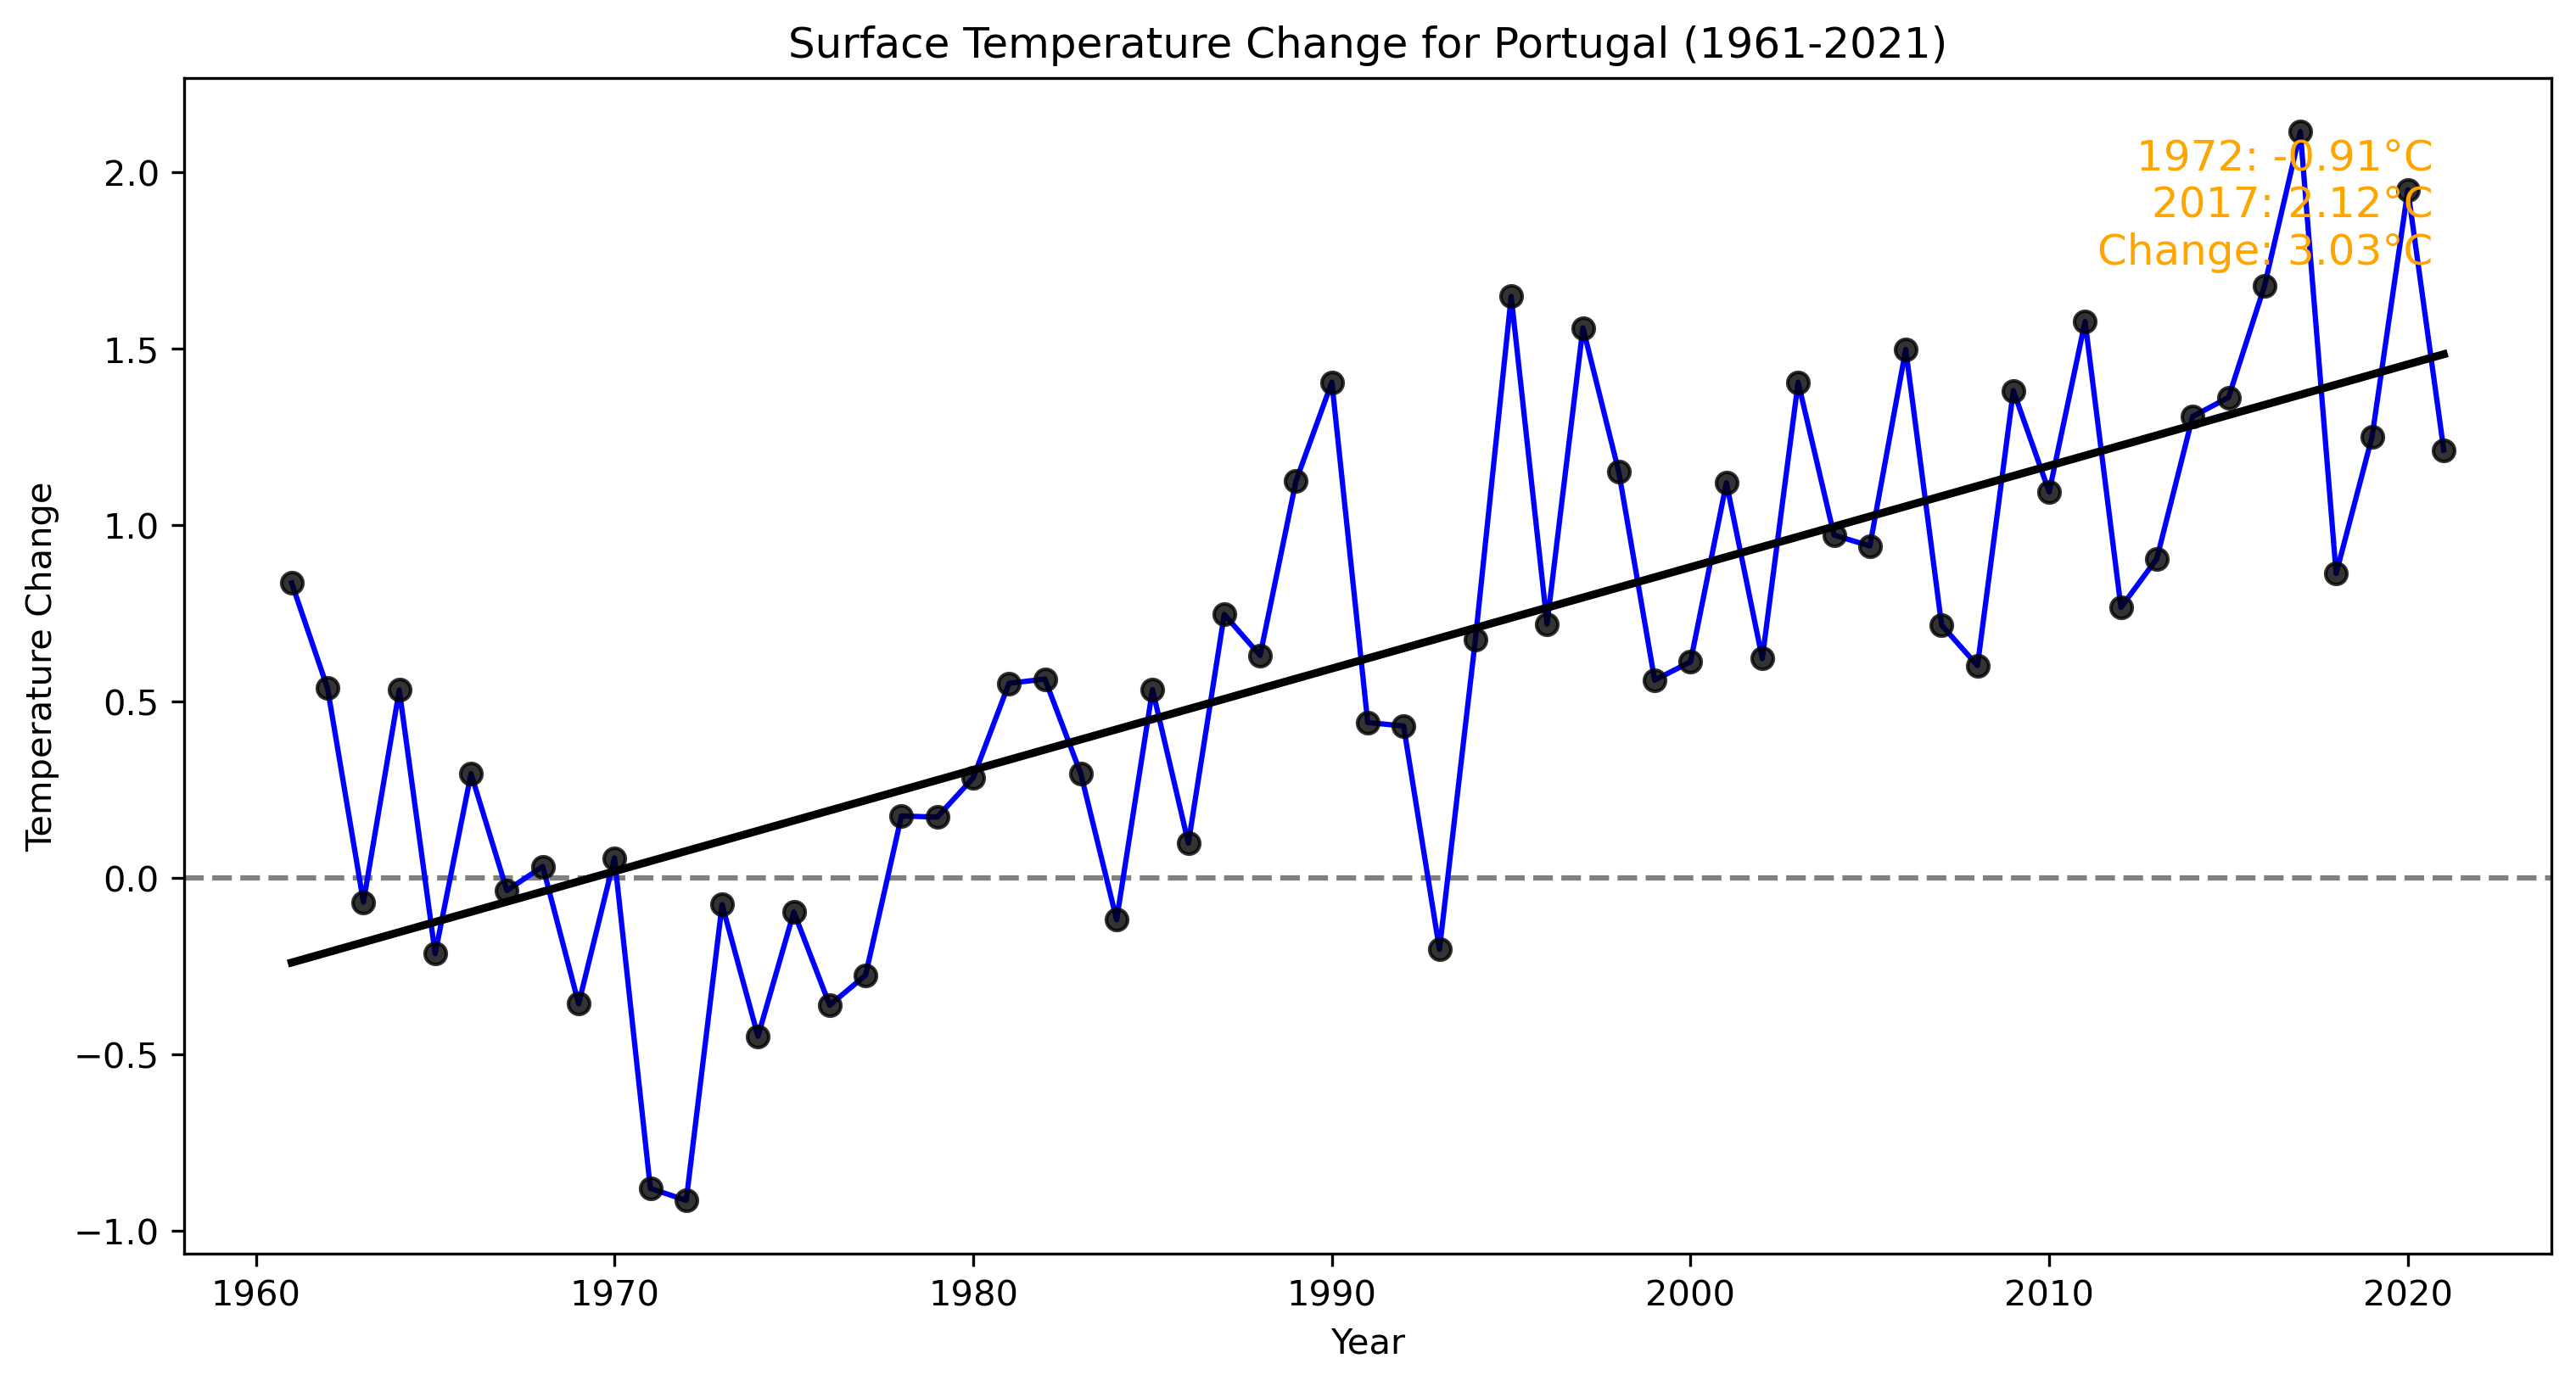 Surface Temperature Change for Portugal (1961-2021)
1972: -0.91°C
2017: 2.12°C
Change: 3.03°C
Temperature Change
2.0
1.5
1.0
0.5
0.0
−0.5
−1.0
1960 1970 1980 1990 2000 2010 2020
Year